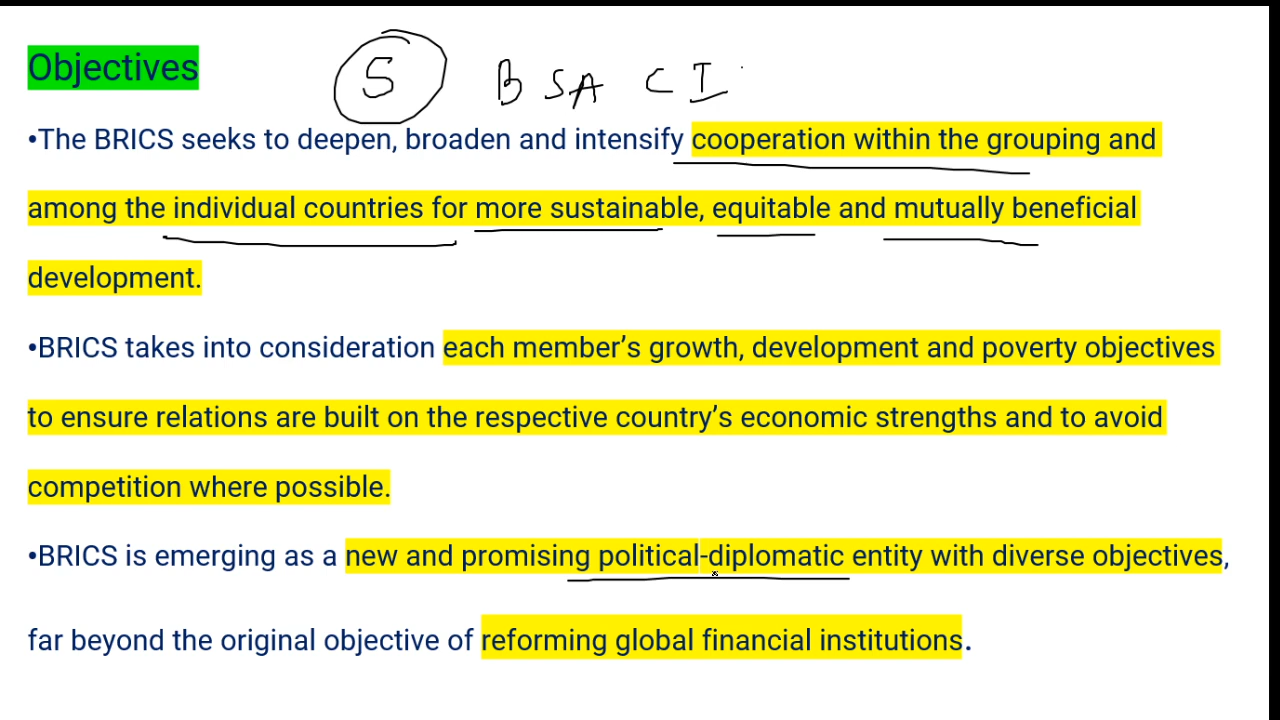 Objectives
5 B SA C I
•The BRICS seeks to deepen, broaden and intensify cooperation within the grouping and
among the individual countries for more sustainable, equitable and mutually beneficial
development.
•BRICS takes into consideration each member’s growth, development and poverty objectives
to ensure relations are built on the respective country’s economic strengths and to avoid
competition where possible.
•BRICS is emerging as a new and promising political-diplomatic entity with diverse objectives,
far beyond the original objective of reforming global financial institutions.